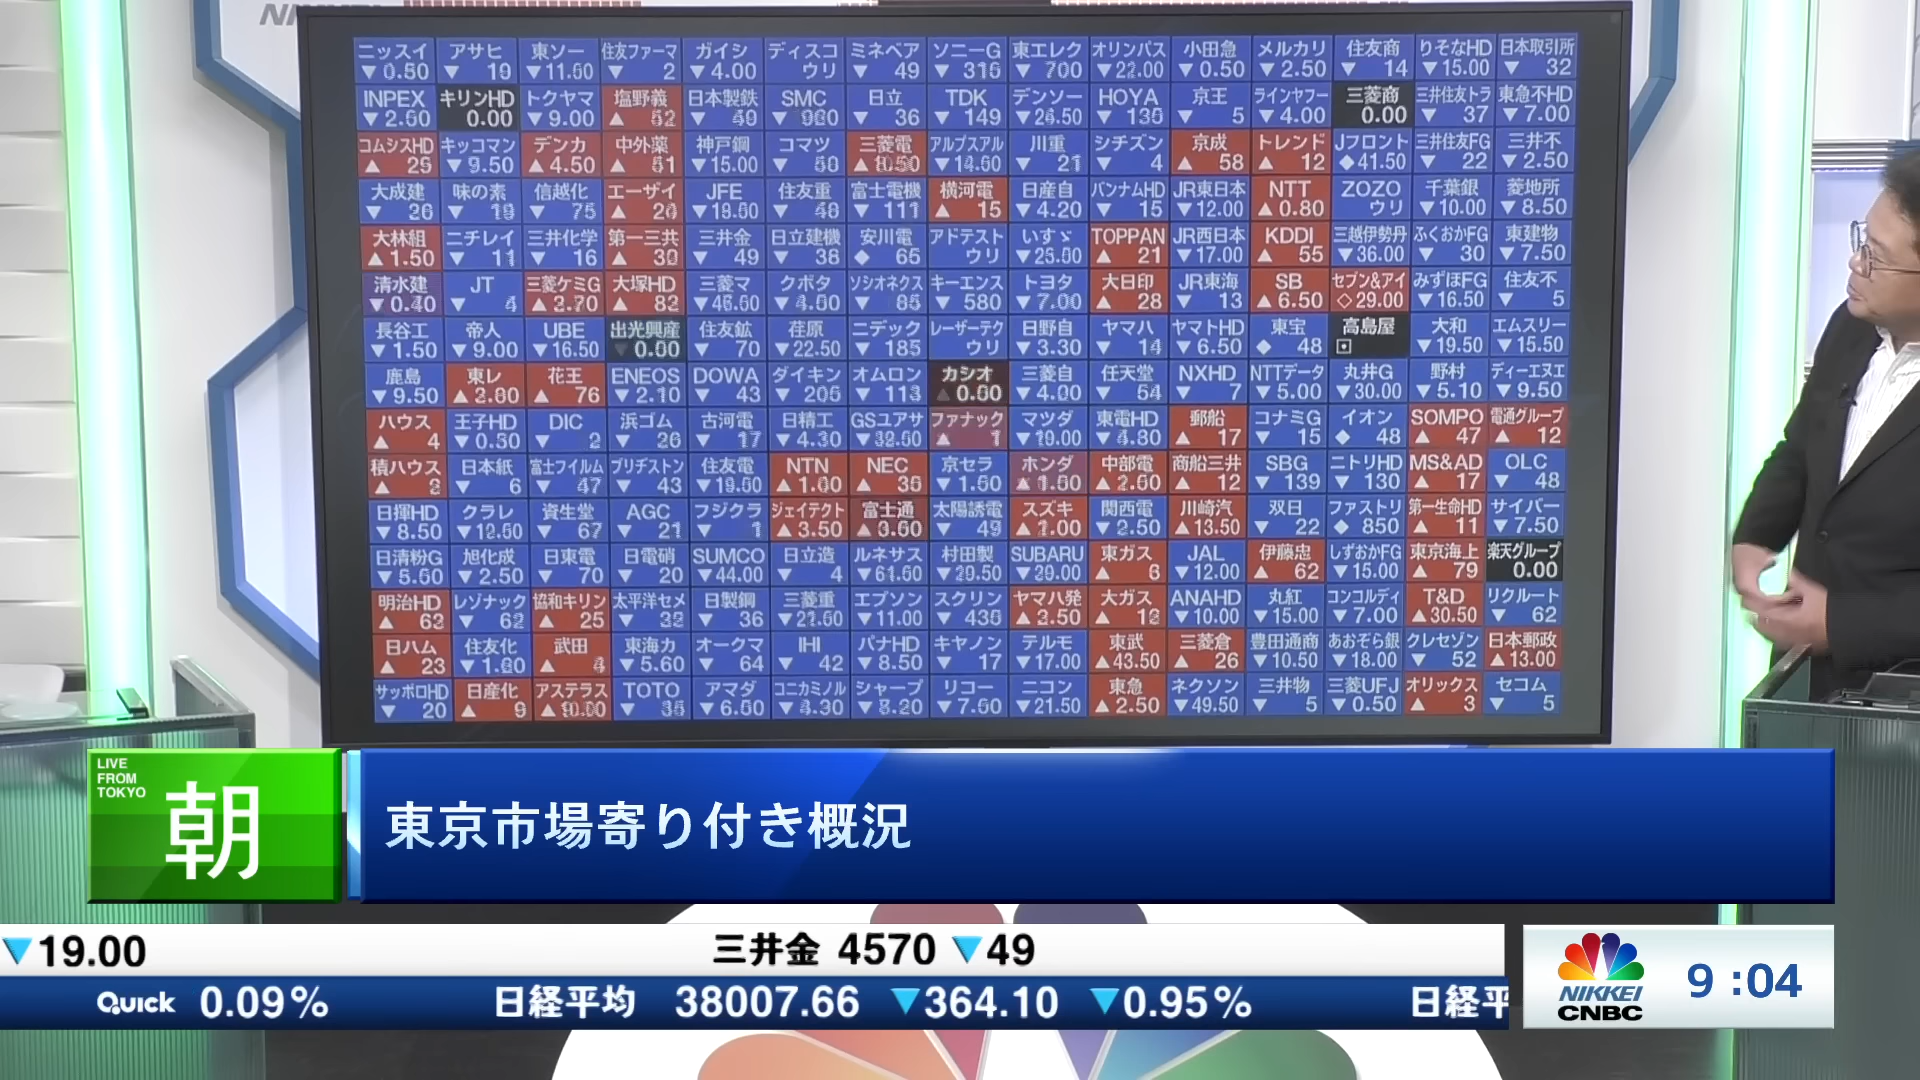 ニッスイ アサヒ 東ソー 住友ファーマ ガイシ ディスコ ミネベア ソニーG 東エレク オリンパス 小田急 メルカリ 住友商 りそなHD 日本取引所
▼0.50 ▼19 ▼11.50 ▼2 ▼4.00 ウリ ▼49 ▼315 ▼700 ▼22.00 ▼0.50 ▼2.50 ▼14 ▼15.00 ▼32
INPEX キリンHD トクヤマ 塩野義 日本製鉄 SMC 日立 TDK デンソー HOYA 京王 ラインヤフー 三菱商 三井住友トラ 東急不HD
▼2.50 0.00 ▼9.00 ▲52 ▼36 ▼149 ▼26.50 ▼135 ▼5 ▼4.00 0.00 ▼37 ▼7.00
コムシスHD キッコマン デンカ 中外薬 神戸鋼 コマツ 三菱電 アルプスアル 川重 シチズン 京成 トレンド Jフロント 三井住友FG 三井不
▲25 ▼9.50 ▲4.50 ▲51 ▼15.00 ▼21 ▼4 ▲58 ▲12 ◆41.50 ▼22 ▼2.50
大成建 味の素 信越化 エーザイ JFE 住友重 富士電機 横河電 日産自 バンナムHD JR東日本 NTT ZOZO 千葉銀 菱地所
▼26 ▼75 ▼111 ▲15 ▼4.20 ▼15 ▼12.00 ▲0.80 ウリ ▼10.00 ▼8.50
大林組 ニチレイ 三井化学 第一三共 三井金 日立建機 安川電 アドテスト いすゞ TOPPAN JR西日本 KDDI 三越伊勢丹 ふくおかFG 東建物
▲1.50 ▼11 ▼16 ▼49 ▼38 ◆65 ウリ ▼25.00 ▲21 ▼17.00 ▲55 ▼36.00 ▼30 ▼7.50
清水建 JT 三菱ケミG 大塚HD 三菱マ クボタ ソシオネクス キーエンス トヨタ 大日印 JR東海 SB セブン&アイ みずほFG 住友不
▼0.40 ▼4 ▲82 ▼85 ▼580 ▼7.00 ▲28 ▼13 ▲6.50 ◇29.00 ▼16.50 ▼5
長谷工 帝人 UBE 出光興産 住友鉱 荏原 ニデック レーザーテク 日野自 ヤマハ ヤマトHD 東宝 高島屋 大和 エムスリー
▼1.50 ▼9.00 ▼16.50 ▼70 ▼22.50 ▼185 ウリ ▼3.30 ▼14 ▼6.50 ◆48 ▼19.50 ▼15.50
鹿島 東レ 花王 ENEOS DOWA ダイキン オムロン カシオ 三菱自 任天堂 NXHD NTTデータ 丸井G 野村 ディーエヌエ
▼9.50 ▲76 ▼2.10 ▼43 ▼205 ▼113 ▼4.00 ▼54 ▼7 ▼5.00 ▼30.00 ▼5.10 ▼9.50
ハウス 王子HD DIC 浜ゴム 古河電 日精工 GSユアサ ファナック マツダ 東電HD 郵船 コナミG イオン SOMPO 電通グループ
▲4 ▼2 ▼26 ▼17 ▼4.30 ▲1 ▼19.00 ▲17 ▼15 ◆48 ▲47 ▲12
積ハウス 日本紙 富士フイルム ブリヂストン 住友電 NTN NEC 京セラ ホンダ 中部電 商船三井 SBG ニトリHD MS&AD OLC
▼6 ▼47 ▼43 ▼19.50 ▲1.00 ▲1.50 ▲12 ▼139 ▼130 ▲17 ▼48
日揮HD クラレ 資生堂 AGC フジクラ ジェイテクト 富士通 太陽誘電 スズキ 関西電 川崎汽 双日 ファストリ 第一生命HD サイバー
▼8.50 ▼67 ▼21 ▼1 ▲3.50 ▼49 ▼2.50 ▲13.50 ▼22 ◆850 ▲11 ▼7.50
日清粉G 旭化成 日東電 日電硝 SUMCO 日立造 ルネサス 村田製 SUBARU 東ガス JAL 伊藤忠 しずおかFG 東京海上 楽天グループ
▼2.50 ▼70 ▼20 ▼44.00 ▼4 ▼12.00 ▲62 ▼15.00 ▲79 0.00
明治HD レゾナック 協和キリン 太平洋セメ 日製鋼 三菱重 エプソン スクリン ヤマハ発 大ガス ANAHD 丸紅 コンコルディ T&D リクルート
▲25 ▼36 ▼11.00 ▼435 ▼10.00 ▼15.00 ▼7.00 ▲30.50 ▼62
日ハム 住友化 武田 東海カ オークマ IHI パナHD キヤノン テルモ 東武 三菱倉 豊田通商 あおぞら銀 クレセゾン 日本郵政
▲23 ▲4 ▼5.60 ▼64 ▼42 ▼8.50 ▼17 ▼17.00 ▲43.50 ▲26 ▼10.50 ▼18.00 ▼52 ▲13.00
サッポロHD 日産化 アステラス TOTO アマダ コニカミノル シャープ リコー ニコン 東急 ネクソン 三井物 三菱UFJ オリックス セコム
▼20 ▲9 ▼6.50 ▼21.50 ▲2.50 ▼49.50 ▼5 ▼0.50 ▲3 ▼5
LIVE
FROM
TOKYO
朝
東京市場寄り付き概況
▼19.00 三井金 4570 ▼49
QUICK 0.09% 日経平均 38007.66 ▼364.10 ▼0.95% 日経平
NIKKEI
CNBC
9:04